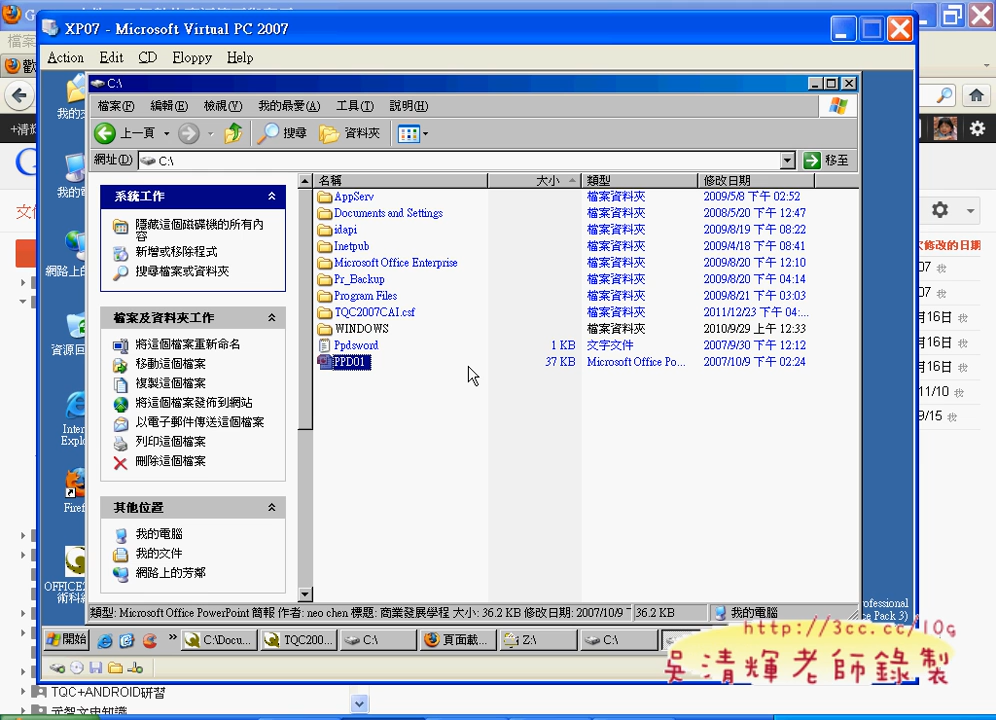 XP07 - Microsoft Virtual PC 2007
Action Edit CD Floppy Help
C:\
檔案(F) 編輯(E) 檢視(V) 我的最愛(A) 工具(T) 說明(H)
上一頁 搜尋 資料夾
網址(D) C:\ 移至
系統工作
隱藏這個磁碟機的所有內容
新增或移除程式
搜尋檔案或資料夾
檔案及資料夾工作
將這個檔案重新命名
移動這個檔案
複製這個檔案
將這個檔案發佈到網站
以電子郵件傳送這個檔案
列印這個檔案
刪除這個檔案
其他位置
我的電腦
我的文件
網路上的芳鄰
名稱 大小 類型 修改日期
AppServ 檔案資料夾 2009/5/8 下午 02:52
Documents and Settings 檔案資料夾 2008/5/20 下午 12:47
idapi 檔案資料夾 2009/8/19 下午 08:22
Inetpub 檔案資料夾 2009/4/18 下午 08:41
Microsoft Office Enterprise 檔案資料夾 2009/8/20 下午 12:10
Pr_Backup 檔案資料夾 2009/8/20 下午 04:14
Program Files 檔案資料夾 2009/8/21 下午 03:03
TQC2007CAI.csf 檔案資料夾 2011/12/23 下午 04:...
WINDOWS 檔案資料夾 2010/9/29 上午 12:33
Ppdsword 1 KB 文字文件 2007/9/30 下午 12:12
PPD01 37 KB Microsoft Office Po... 2007/10/9 下午 02:24
類型: Microsoft Office PowerPoint 簡報 作者: neo chen 標題: 商業發展學程 大小: 36.2 KB 修改日期: 2007/10/9 36.2 KB 我的電腦
開始 C:\Docu... TQC200... C:\ 頁面載... Z:\ C:\
http://3cc.cc/10g
吳清輝老師錄製
TQC+ANDROID研習